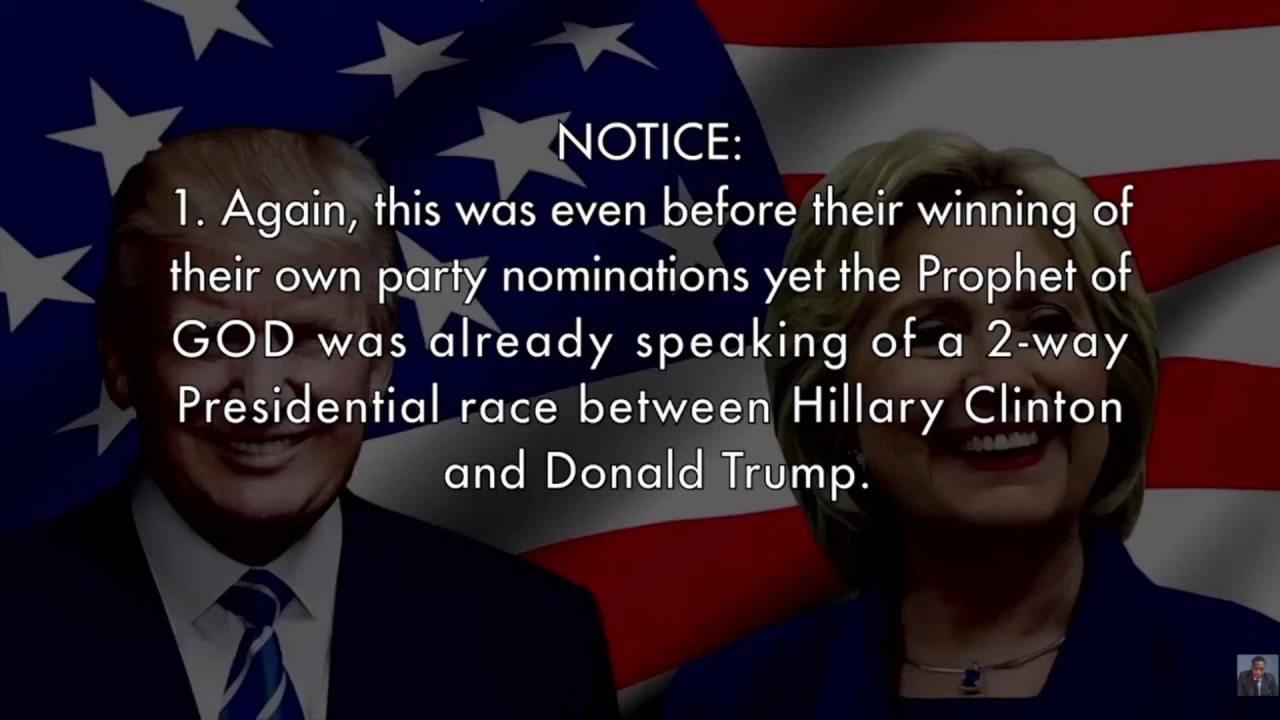 NOTICE:
1. Again, this was even before their winning of
their own party nominations yet the Prophet of
GOD was already speaking of a 2-way
Presidential race between Hillary Clinton
and Donald Trump.